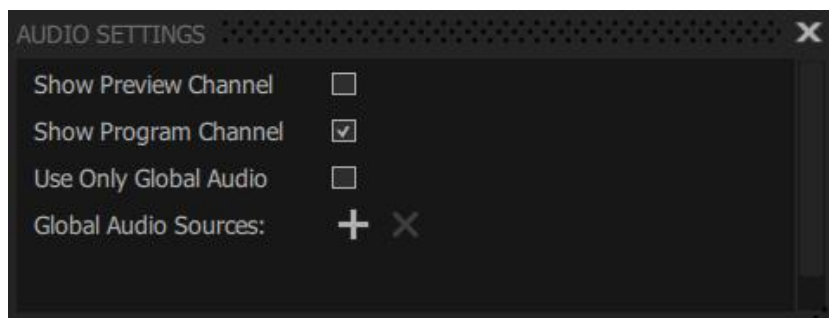 AUDIO SETTINGS
Show Preview Channel
Show Program Channel
Use Only Global Audio
Global Audio Sources: